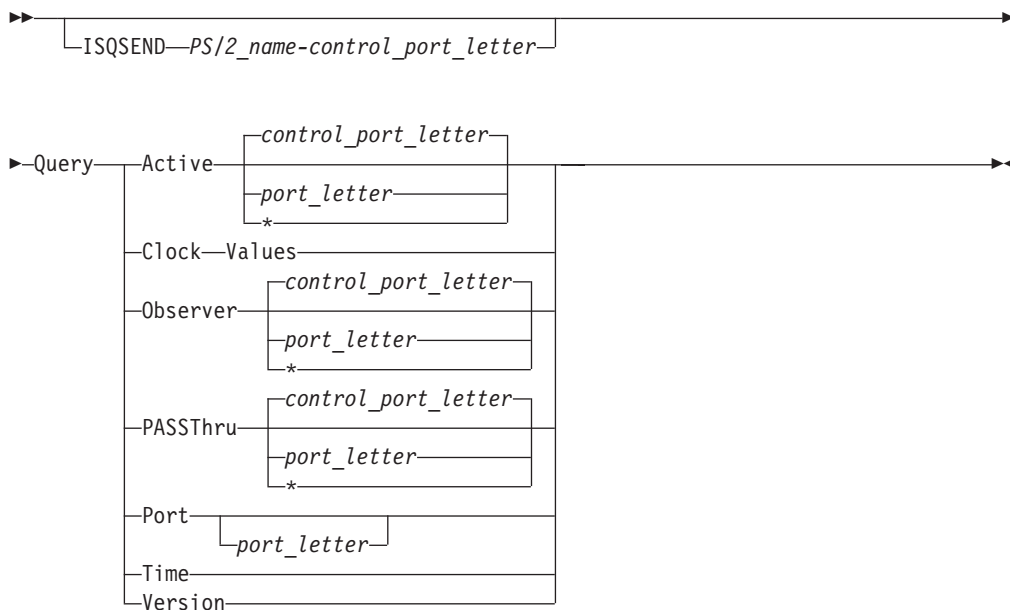 ISQSEND PS/2_name-control_port_letter
control_port_letter
Query Active
port_letter
*
Clock Values
control_port_letter
Observer
port_letter
*
control_port_letter
PASSThru
port_letter
*
Port
port_letter
Time
Version